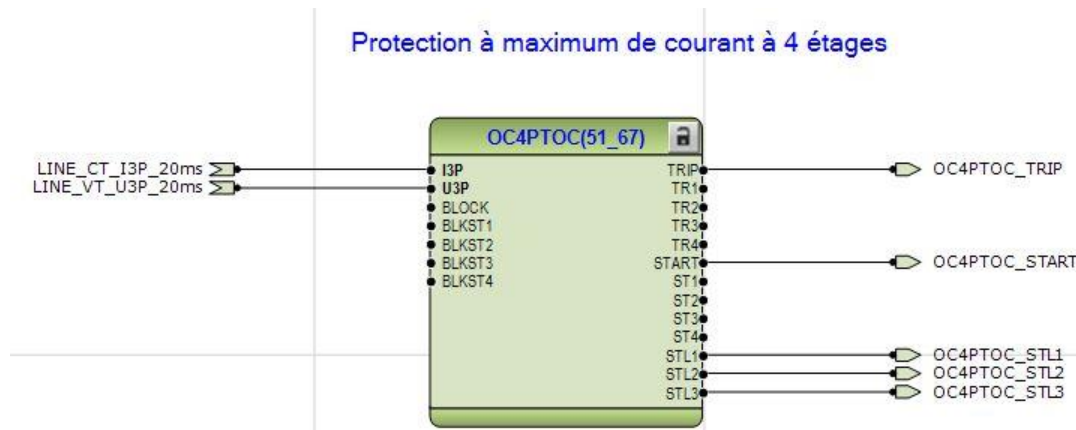 Protection à maximum de courant à 4 étages
OC4PTOC(51_67)
LINE_CT_I3P_20ms I3P TRIP OC4PTOC_TRIP
LINE_VT_U3P_20ms U3P TR1
BLOCK TR2
BLKST1 TR3
BLKST2 TR4
BLKST3 START OC4PTOC_START
BLKST4 ST1
ST2
ST3
ST4
STL1 OC4PTOC_STL1
STL2 OC4PTOC_STL2
STL3 OC4PTOC_STL3